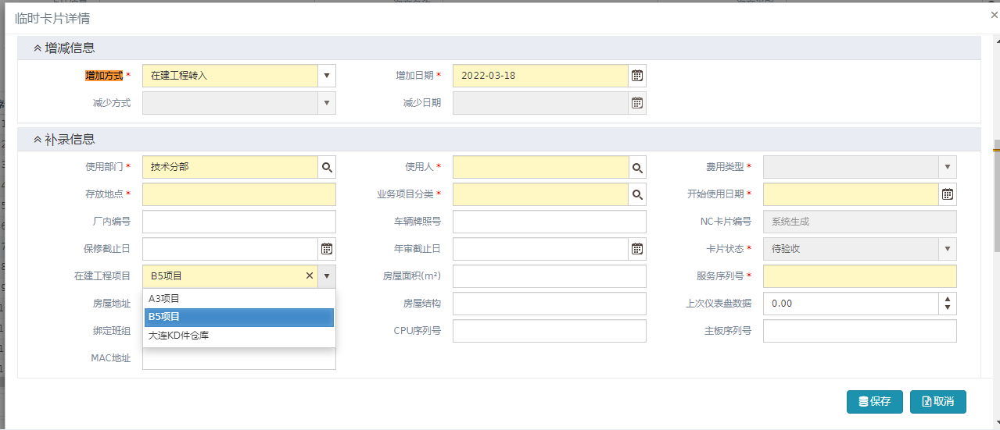 临时卡片详情
增减信息
增加方式 * 在建工程转入 增加日期 * 2022-03-18
减少方式 减少日期
补录信息
使用部门 * 技术分部 使用人 * 费用类型 *
存放地点 * 业务项目分类 * 开始使用日期 *
厂内编号 车辆牌照号 NC卡片编号 系统生成
保修截止日 年审截止日 卡片状态 * 待验收
在建工程项目 B5项目 房屋面积(m²) 服务序列号 *
A3项目
房屋地址 房屋结构 上次仪表盘数据 0.00
B5项目
绑定班组 CPU序列号 主板序列号
大连KD件仓库
MAC地址
保存 取消